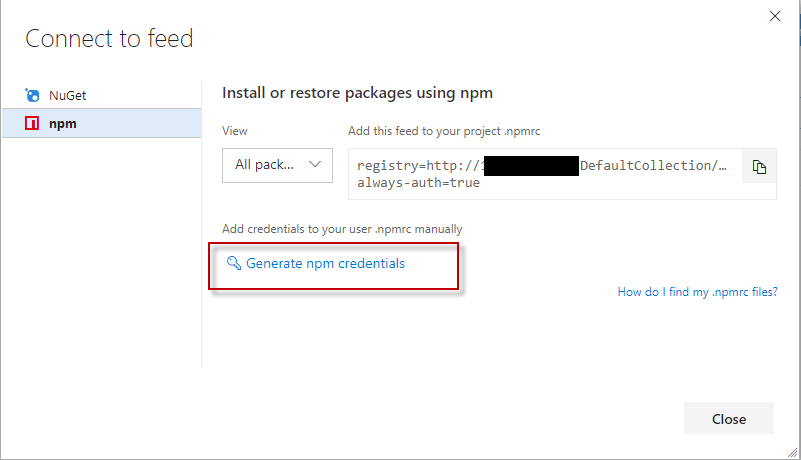 Connect to feed
NuGet
npm
Install or restore packages using npm
View
Add this feed to your project .npmrc
All pack...
registry=http:// DefaultCollection/…
always-auth=true
Add credentials to your user .npmrc manually
Generate npm credentials
How do I find my .npmrc files?
Close